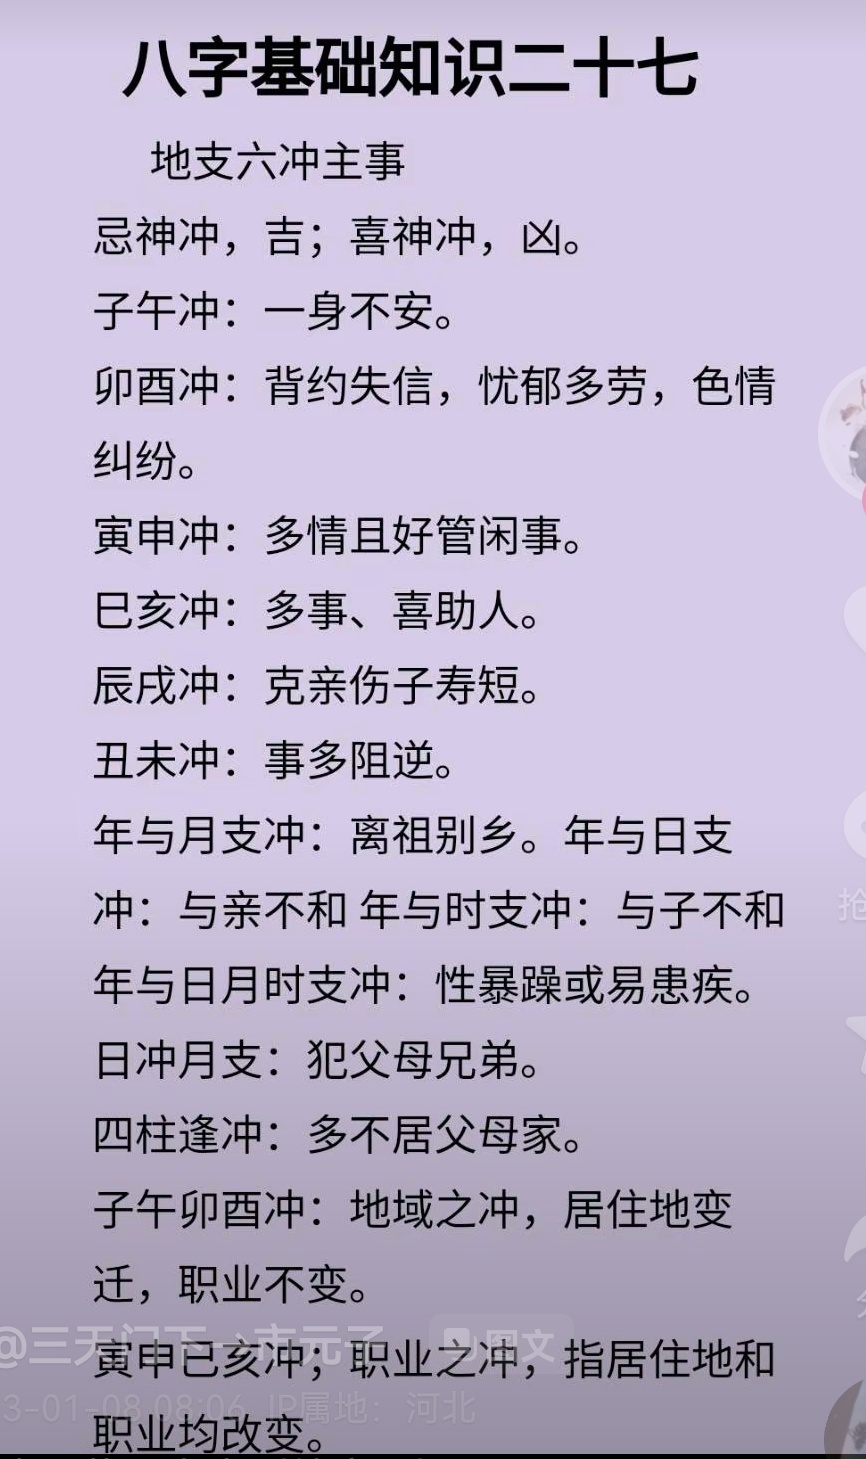 八字基础知识二十七
地支六冲主事
忌神冲，吉；喜神冲，凶。
子午冲：一身不安。
卯酉冲：背约失信，忧郁多劳，色情
纠纷。
寅申冲：多情且好管闲事。
巳亥冲：多事、喜助人。
辰戌冲：克亲伤子寿短。
丑未冲：事多阻逆。
年与月支冲：离祖别乡。年与日支
冲：与亲不和 年与时支冲：与子不和
年与日月时支冲：性暴躁或易患疾。
日冲月支：犯父母兄弟。
四柱逢冲：多不居父母家。
子午卯酉冲：地域之冲，居住地变
迁，职业不变。
@三天门下→市元子 图文
寅申已亥冲；职业之冲，指居住地和
3-01-08 08:06 IP属地：河北
职业均改变。
抢